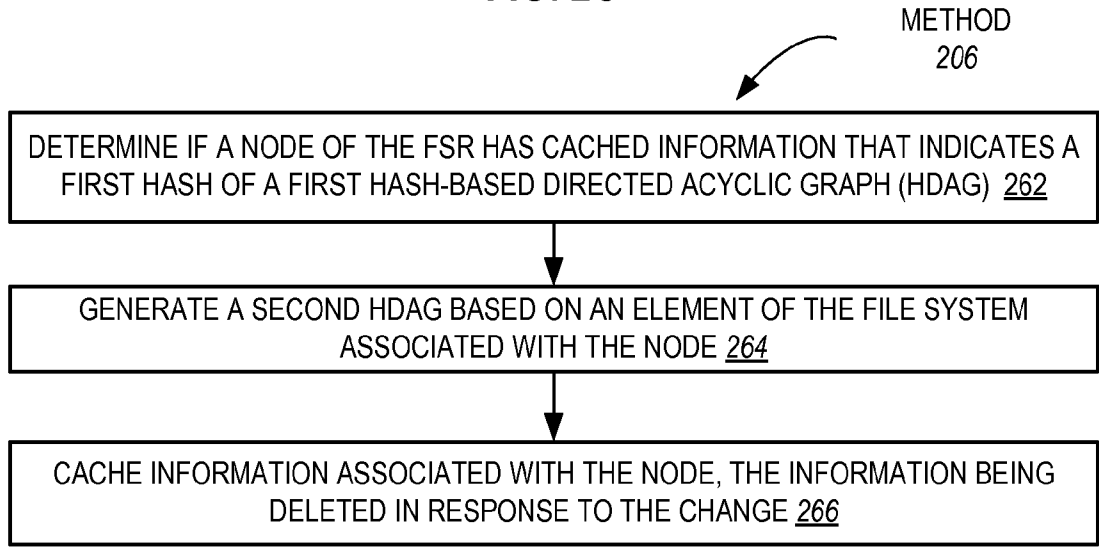 METHOD
206
DETERMINE IF A NODE OF THE FSR HAS CACHED INFORMATION THAT INDICATES A
FIRST HASH OF A FIRST HASH-BASED DIRECTED ACYCLIC GRAPH (HDAG) 262
GENERATE A SECOND HDAG BASED ON AN ELEMENT OF THE FILE SYSTEM
ASSOCIATED WITH THE NODE 264
CACHE INFORMATION ASSOCIATED WITH THE NODE, THE INFORMATION BEING
DELETED IN RESPONSE TO THE CHANGE 266